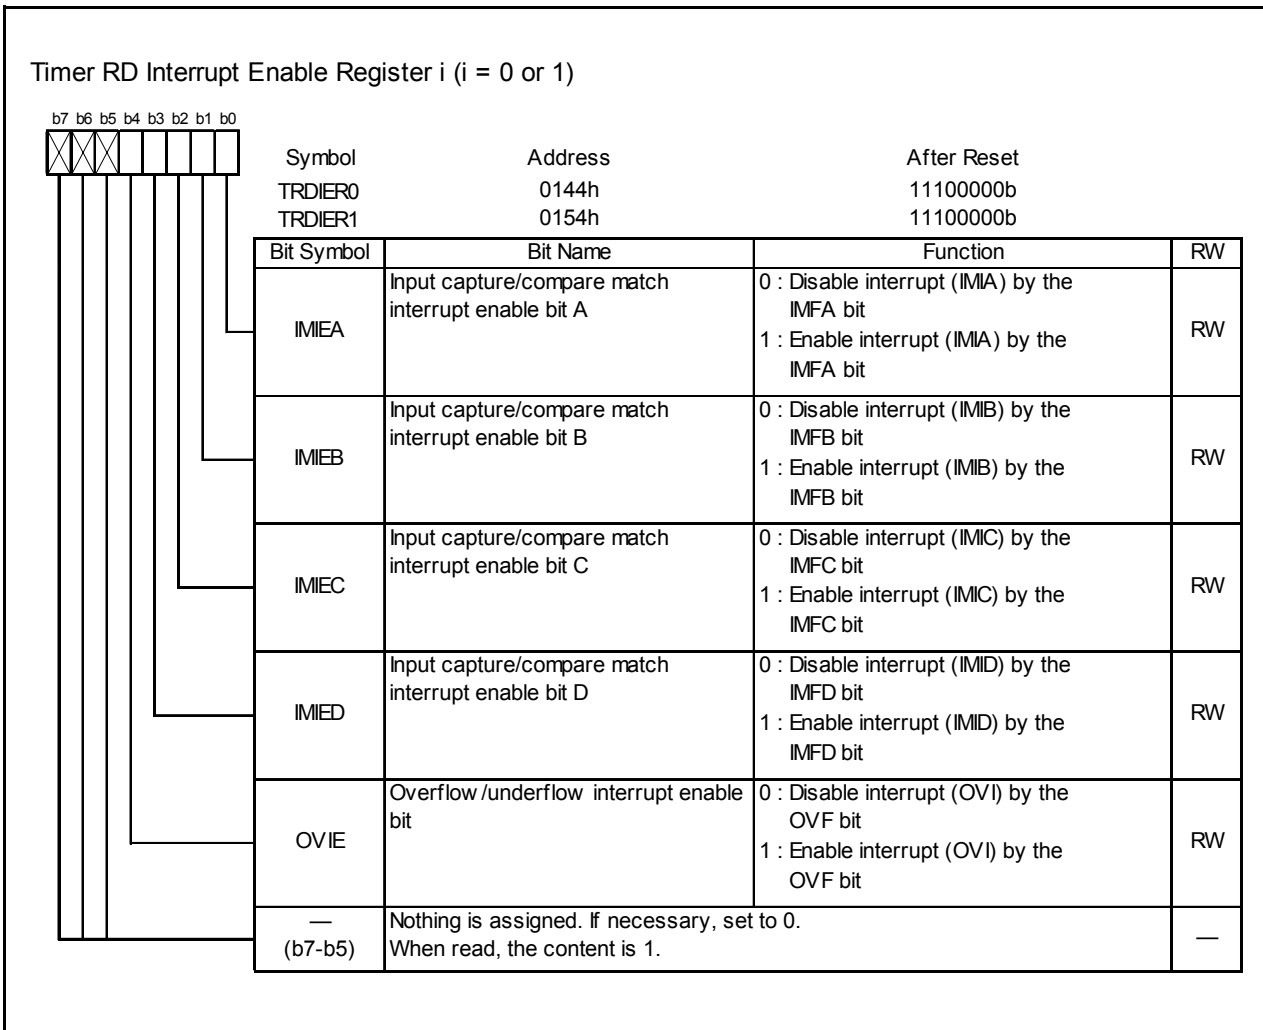 Timer RD Interrupt Enable Register i (i = 0 or 1)
b7 b6 b5 b4 b3 b2 b1 b0
Symbol Address After Reset
TRDIER0 0144h 11100000b
TRDIER1 0154h 11100000b
Bit Symbol Bit Name Function RW
IMIEA
Input capture/compare match
interrupt enable bit A
0 : Disable interrupt (IMIA) by the
IMFA bit
1 : Enable interrupt (IMIA) by the
IMFA bit
RW
IMIEB
Input capture/compare match
interrupt enable bit B
0 : Disable interrupt (IMIB) by the
IMFB bit
1 : Enable interrupt (IMIB) by the
IMFB bit
RW
IMIEC
Input capture/compare match
interrupt enable bit C
0 : Disable interrupt (IMIC) by the
IMFC bit
1 : Enable interrupt (IMIC) by the
IMFC bit
RW
IMIED
Input capture/compare match
interrupt enable bit D
0 : Disable interrupt (IMID) by the
IMFD bit
1 : Enable interrupt (IMID) by the
IMFD bit
RW
OVIE
Overflow/underflow interrupt enable
bit
0 : Disable interrupt (OVI) by the
OVF bit
1 : Enable interrupt (OVI) by the
OVF bit
RW
—
(b7-b5)
Nothing is assigned. If necessary, set to 0.
When read, the content is 1.
—